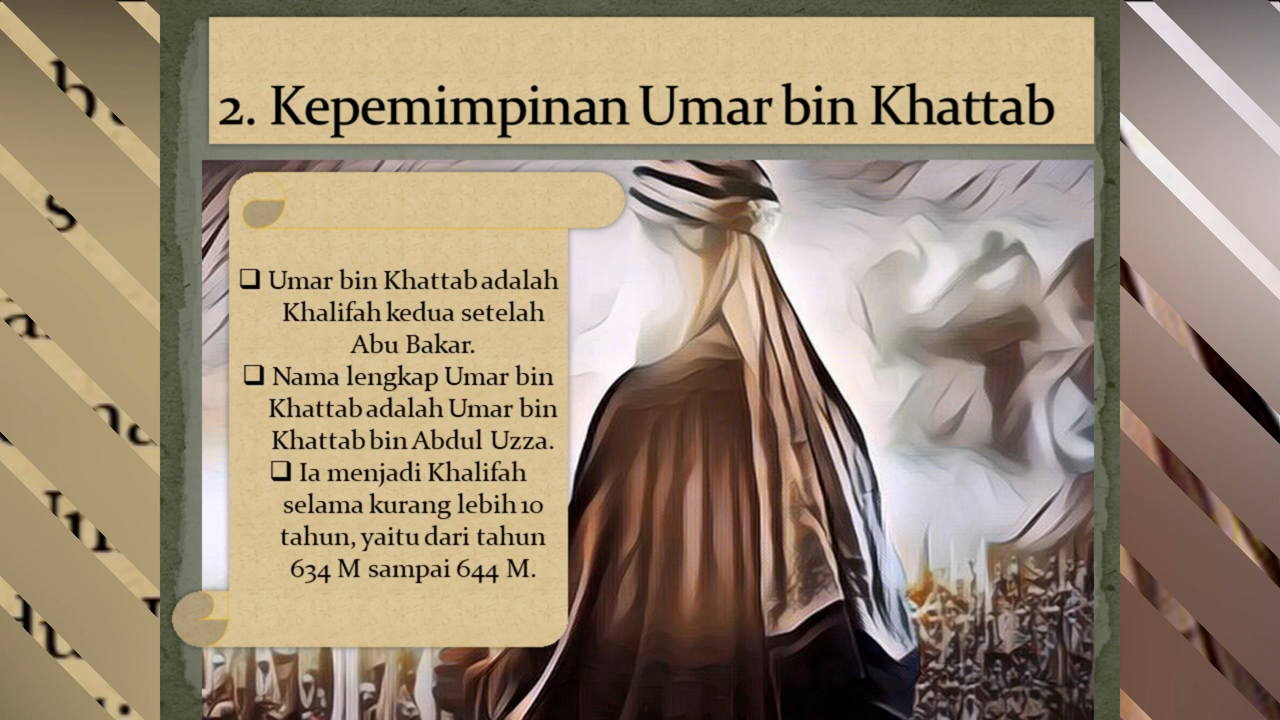 2. Kepemimpinan Umar bin Khattab
❑ Umar bin Khattab adalah
Khalifah kedua setelah
Abu Bakar.
❑ Nama lengkap Umar bin
Khattab adalah Umar bin
Khattab bin Abdul Uzza.
❑ Ia menjadi Khalifah
selama kurang lebih 10
tahun, yaitu dari tahun
634 M sampai 644 M.